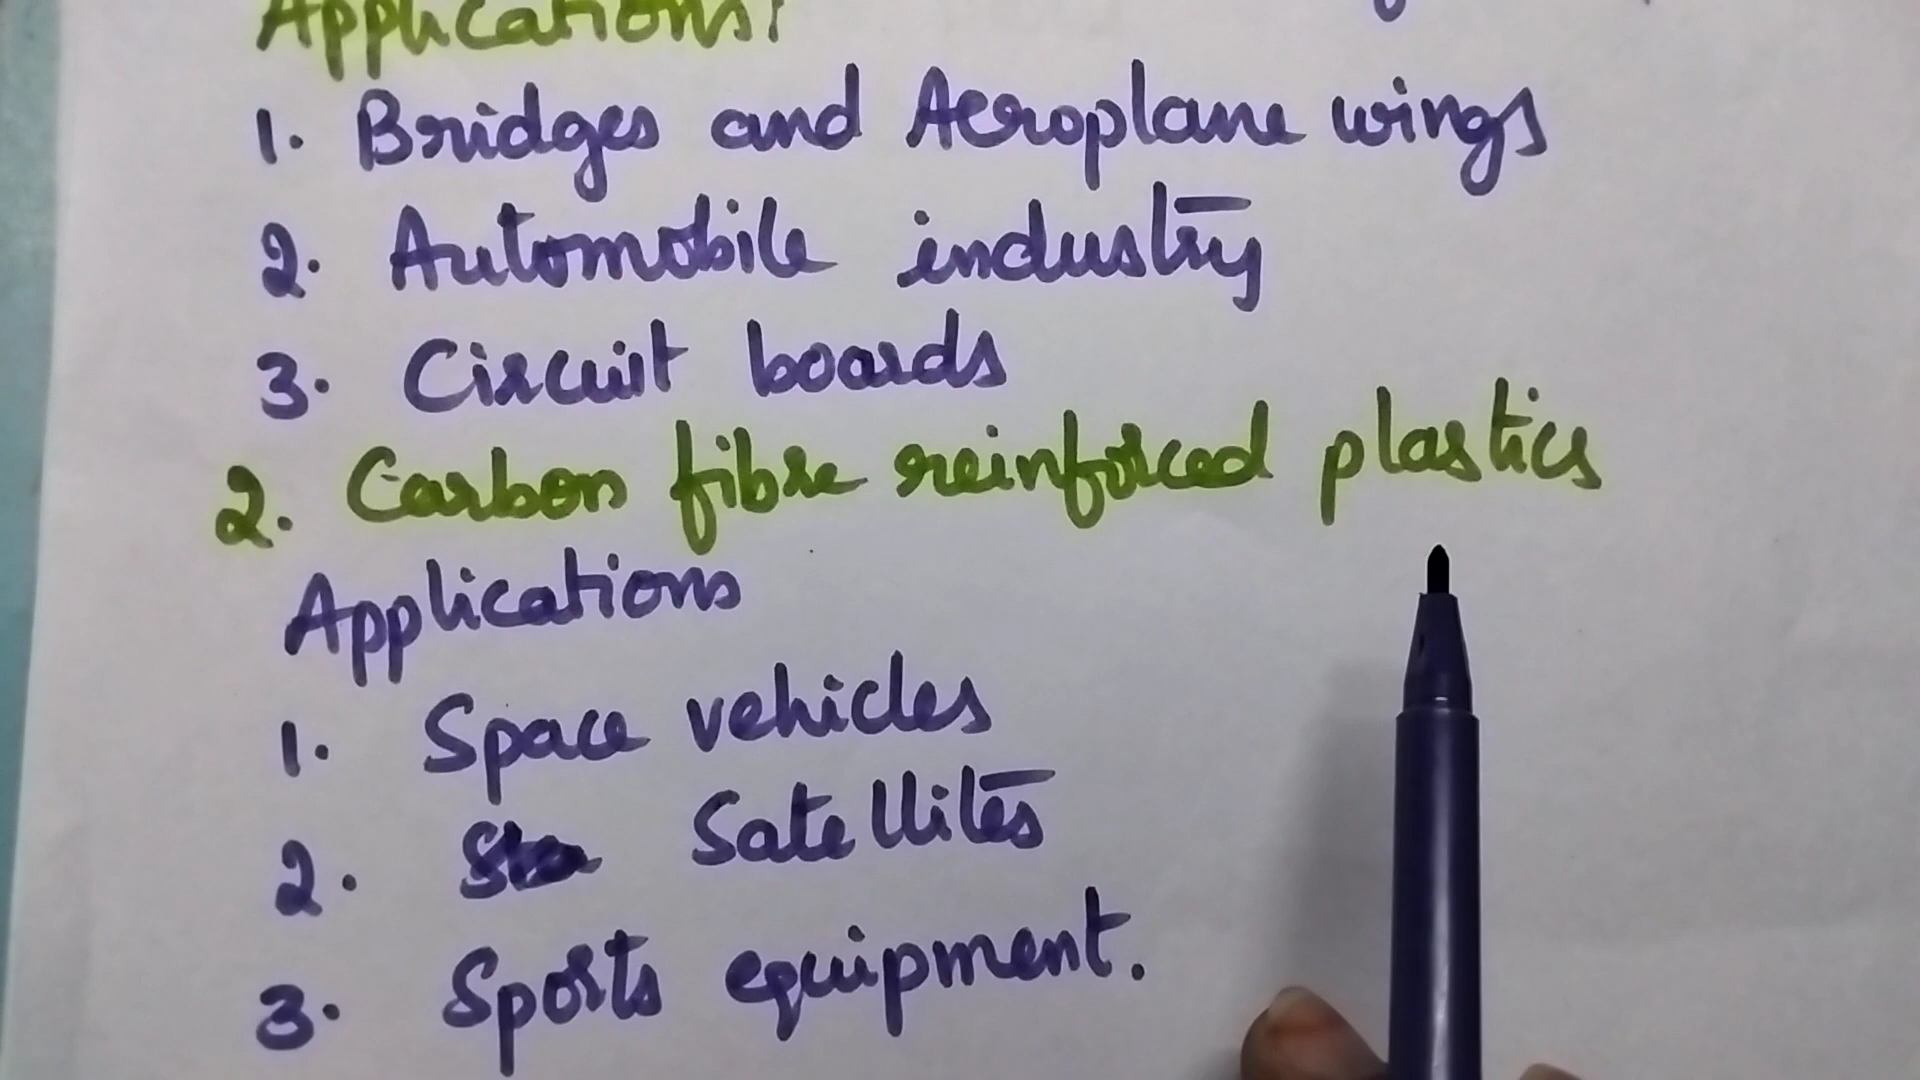 Applications:
1. Bridges and Aeroplane wings
2. Automobile industry
3. Circuit boards
2. Carbon fibre reinforced plastics
Applications
1. Space vehicles
2. Satellites
3. Sports equipment.